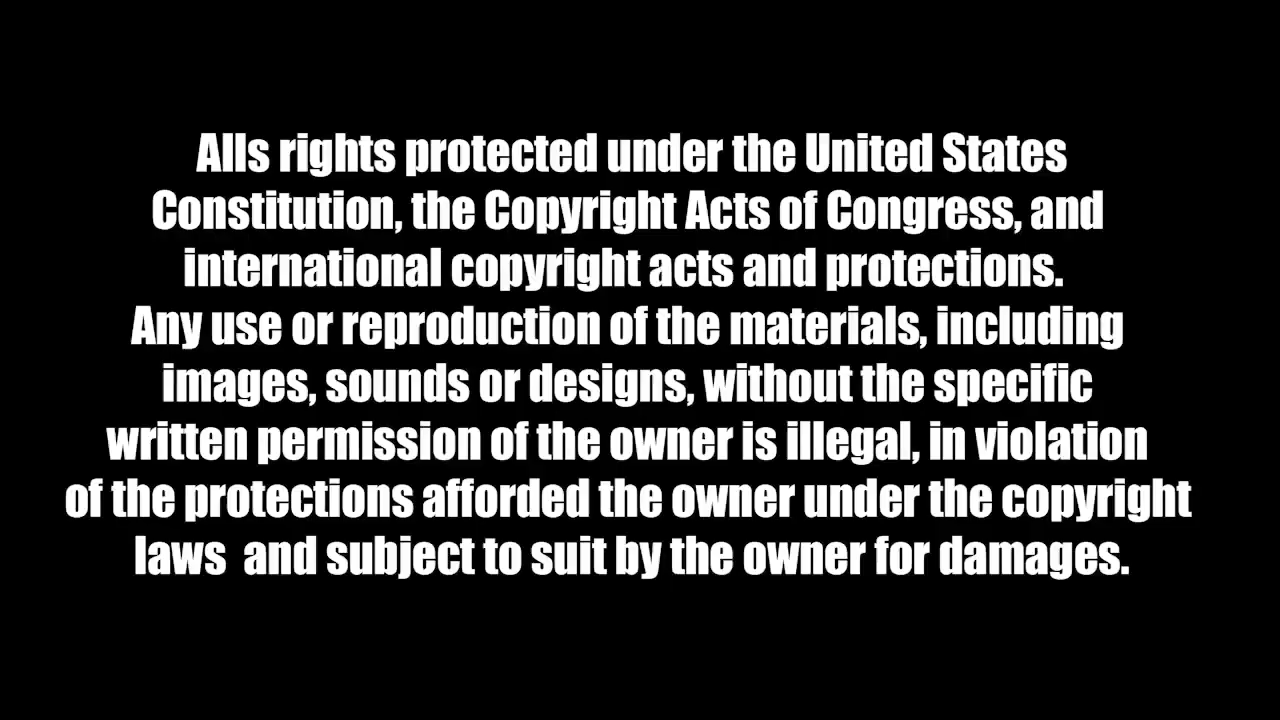 Alls rights protected under the United States
Constitution, the Copyright Acts of Congress, and
international copyright acts and protections.
Any use or reproduction of the materials, including
images, sounds or designs, without the specific
written permission of the owner is illegal, in violation
of the protections afforded the owner under the copyright
laws  and subject to suit by the owner for damages.